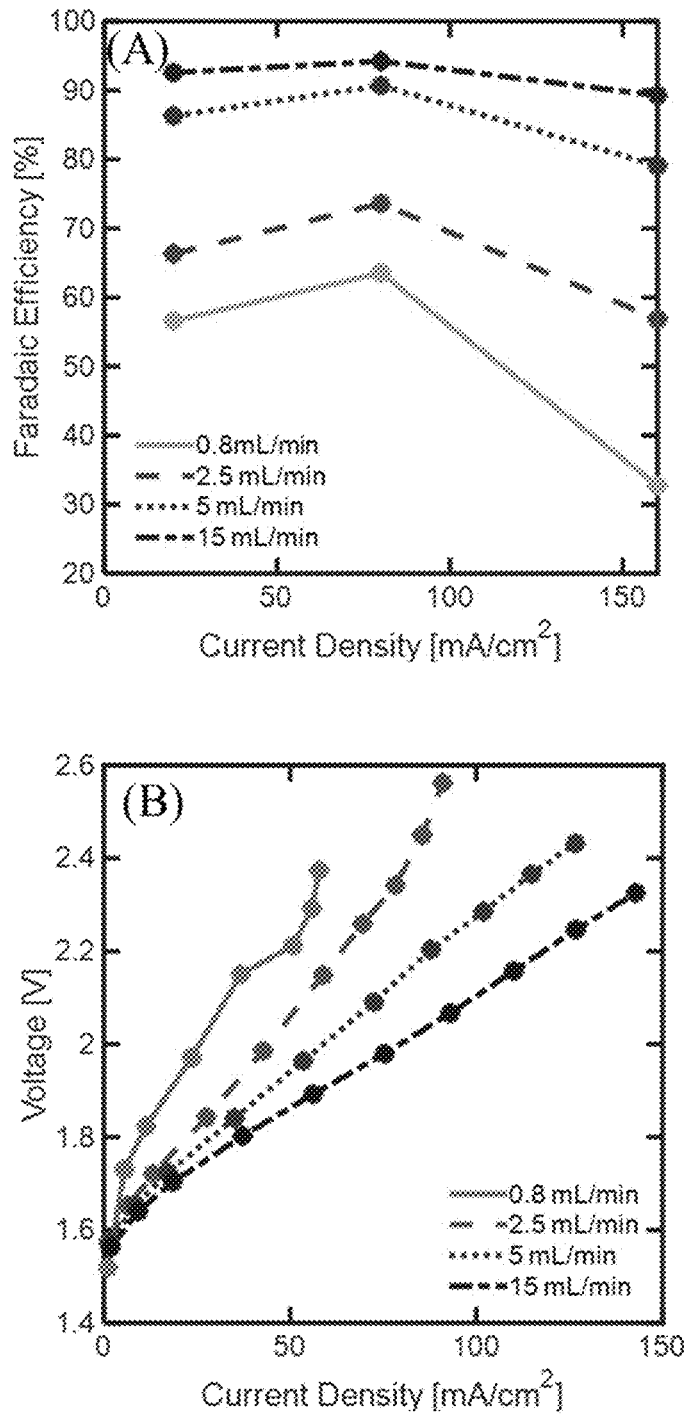 (A)
Faradaic Efficiency [%]
100
90
80
70
60
50
40
30
20
0.8mL/min
2.5 mL/min
5 mL/min
15 mL/min
0 50 100 150
Current Density [mA/cm²]
(B)
Voltage [V]
2.6
2.4
2.2
2
1.8
1.6
1.4
0.8 mL/min
2.5 mL/min
5 mL/min
15 mL/min
0 50 100 150
Current Density [mA/cm²]